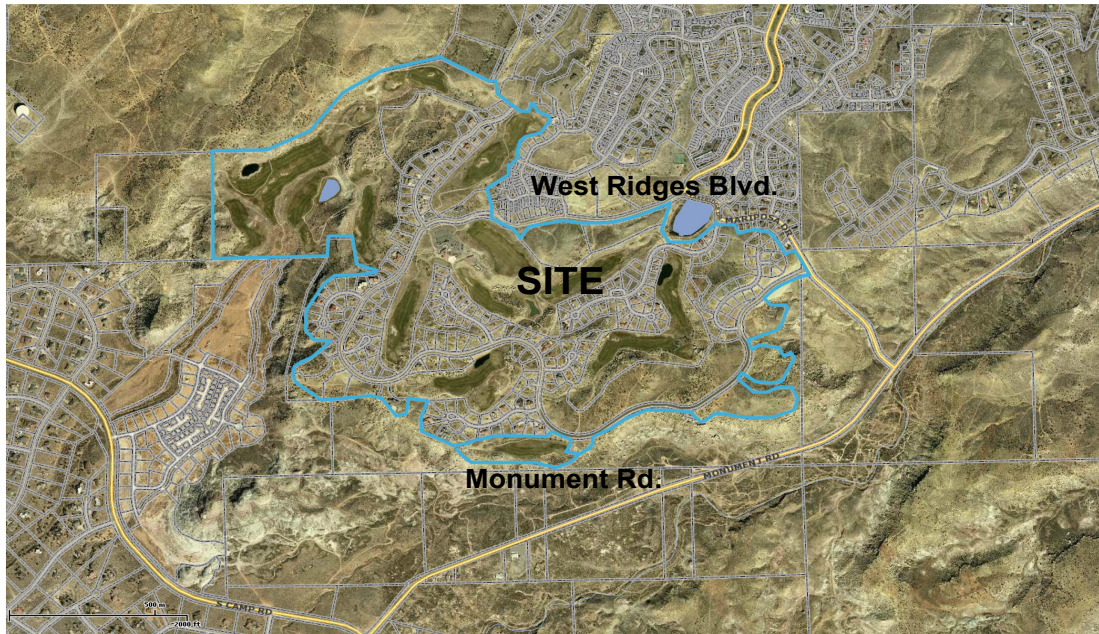 West Ridges Blvd.
MARIPOSA DR
SITE
Monument Rd.
MONUMENT RD
S CAMP RD
500 m
2000 ft